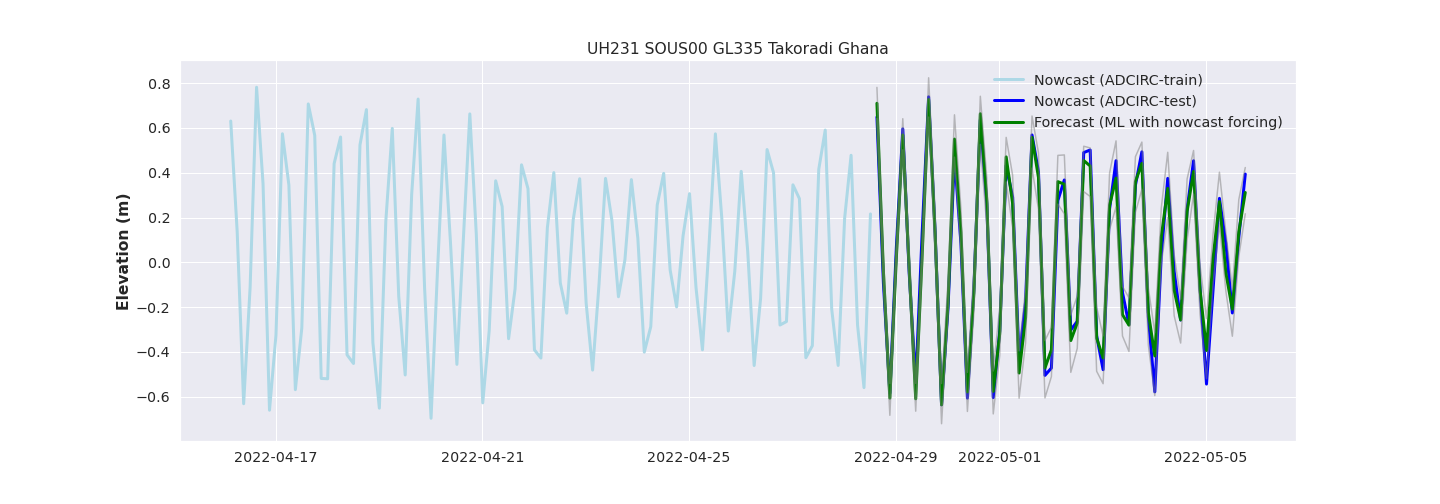 UH231 SOUS00 GL335 Takoradi Ghana
Nowcast (ADCIRC-train)
Nowcast (ADCIRC-test)
Forecast (ML with nowcast forcing)
Elevation (m)
0.8
0.6
0.4
0.2
0.0
−0.2
−0.4
−0.6
2022-04-17 2022-04-21 2022-04-25 2022-04-29 2022-05-01 2022-05-05